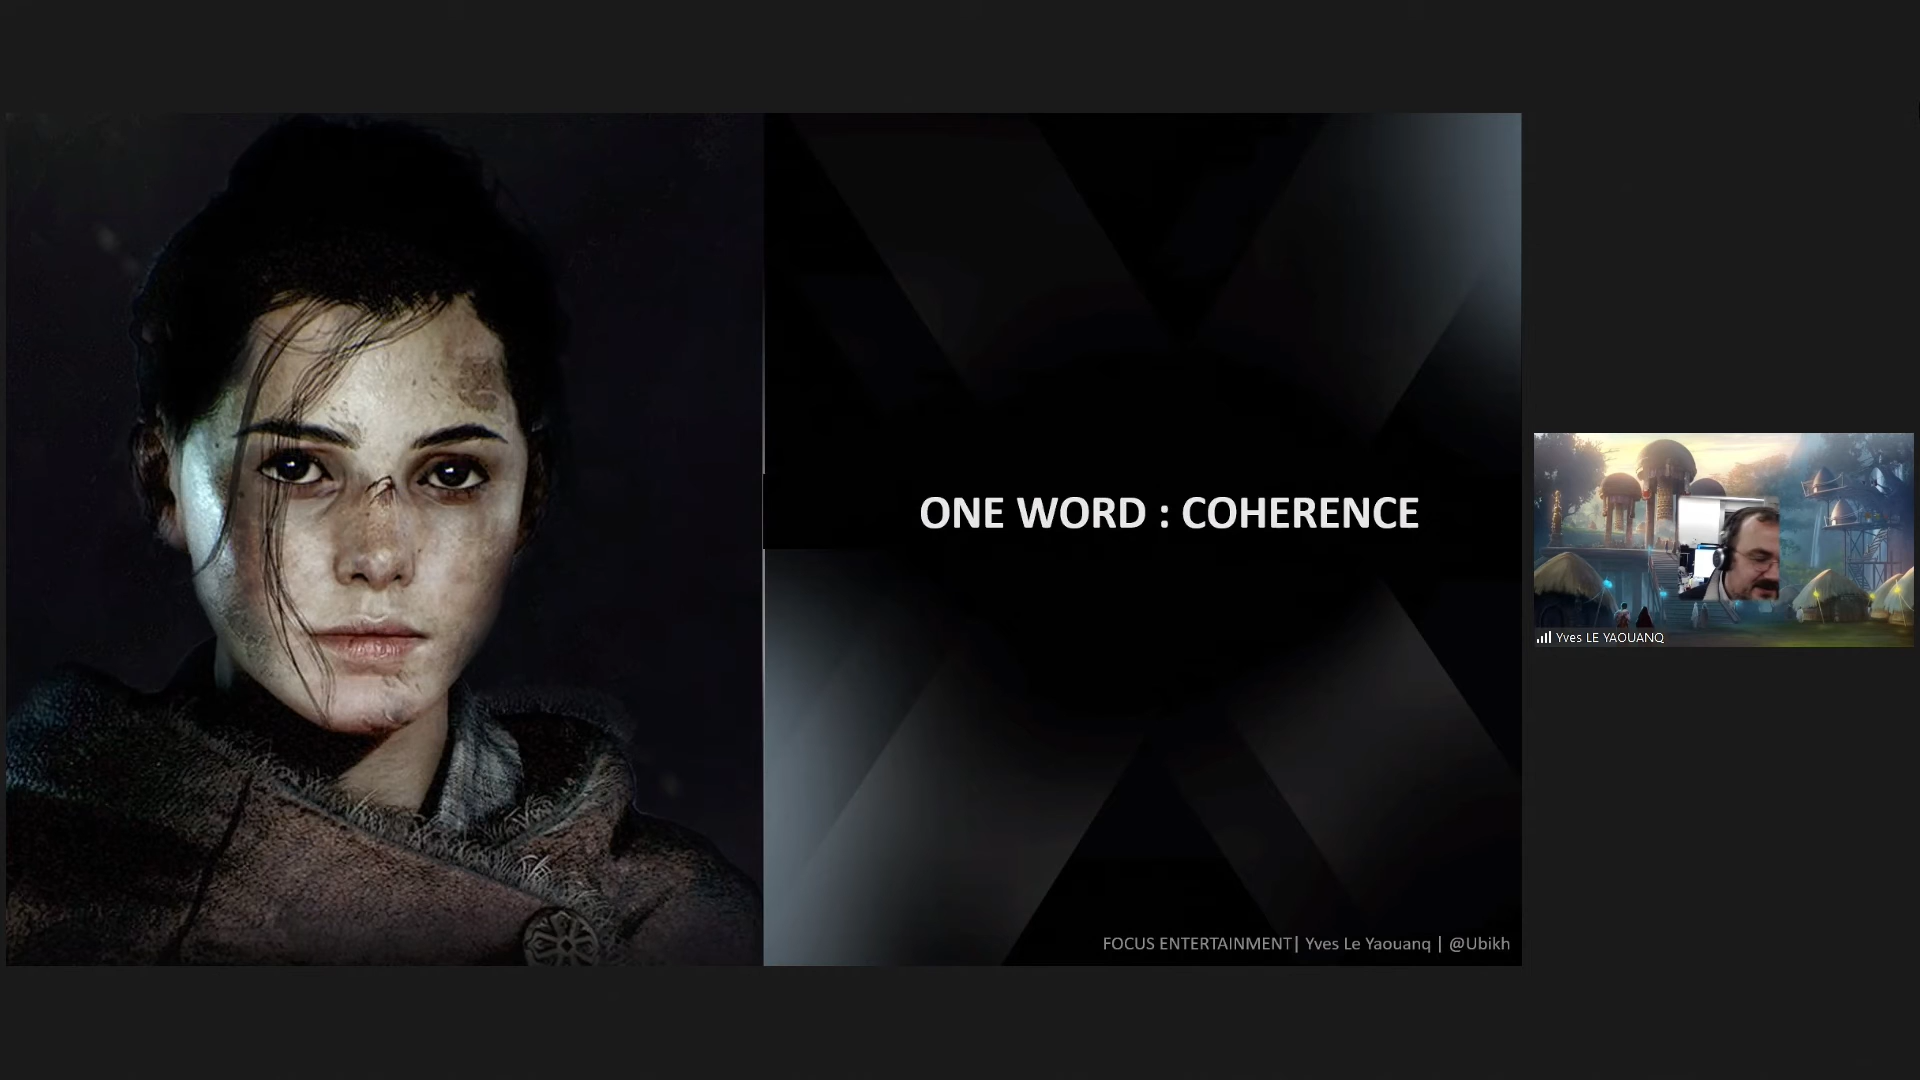 ONE WORD : COHERENCE
Yves LE YAOUANQ
FOCUS ENTERTAINMENT| Yves Le Yaouanq | @Ubikh